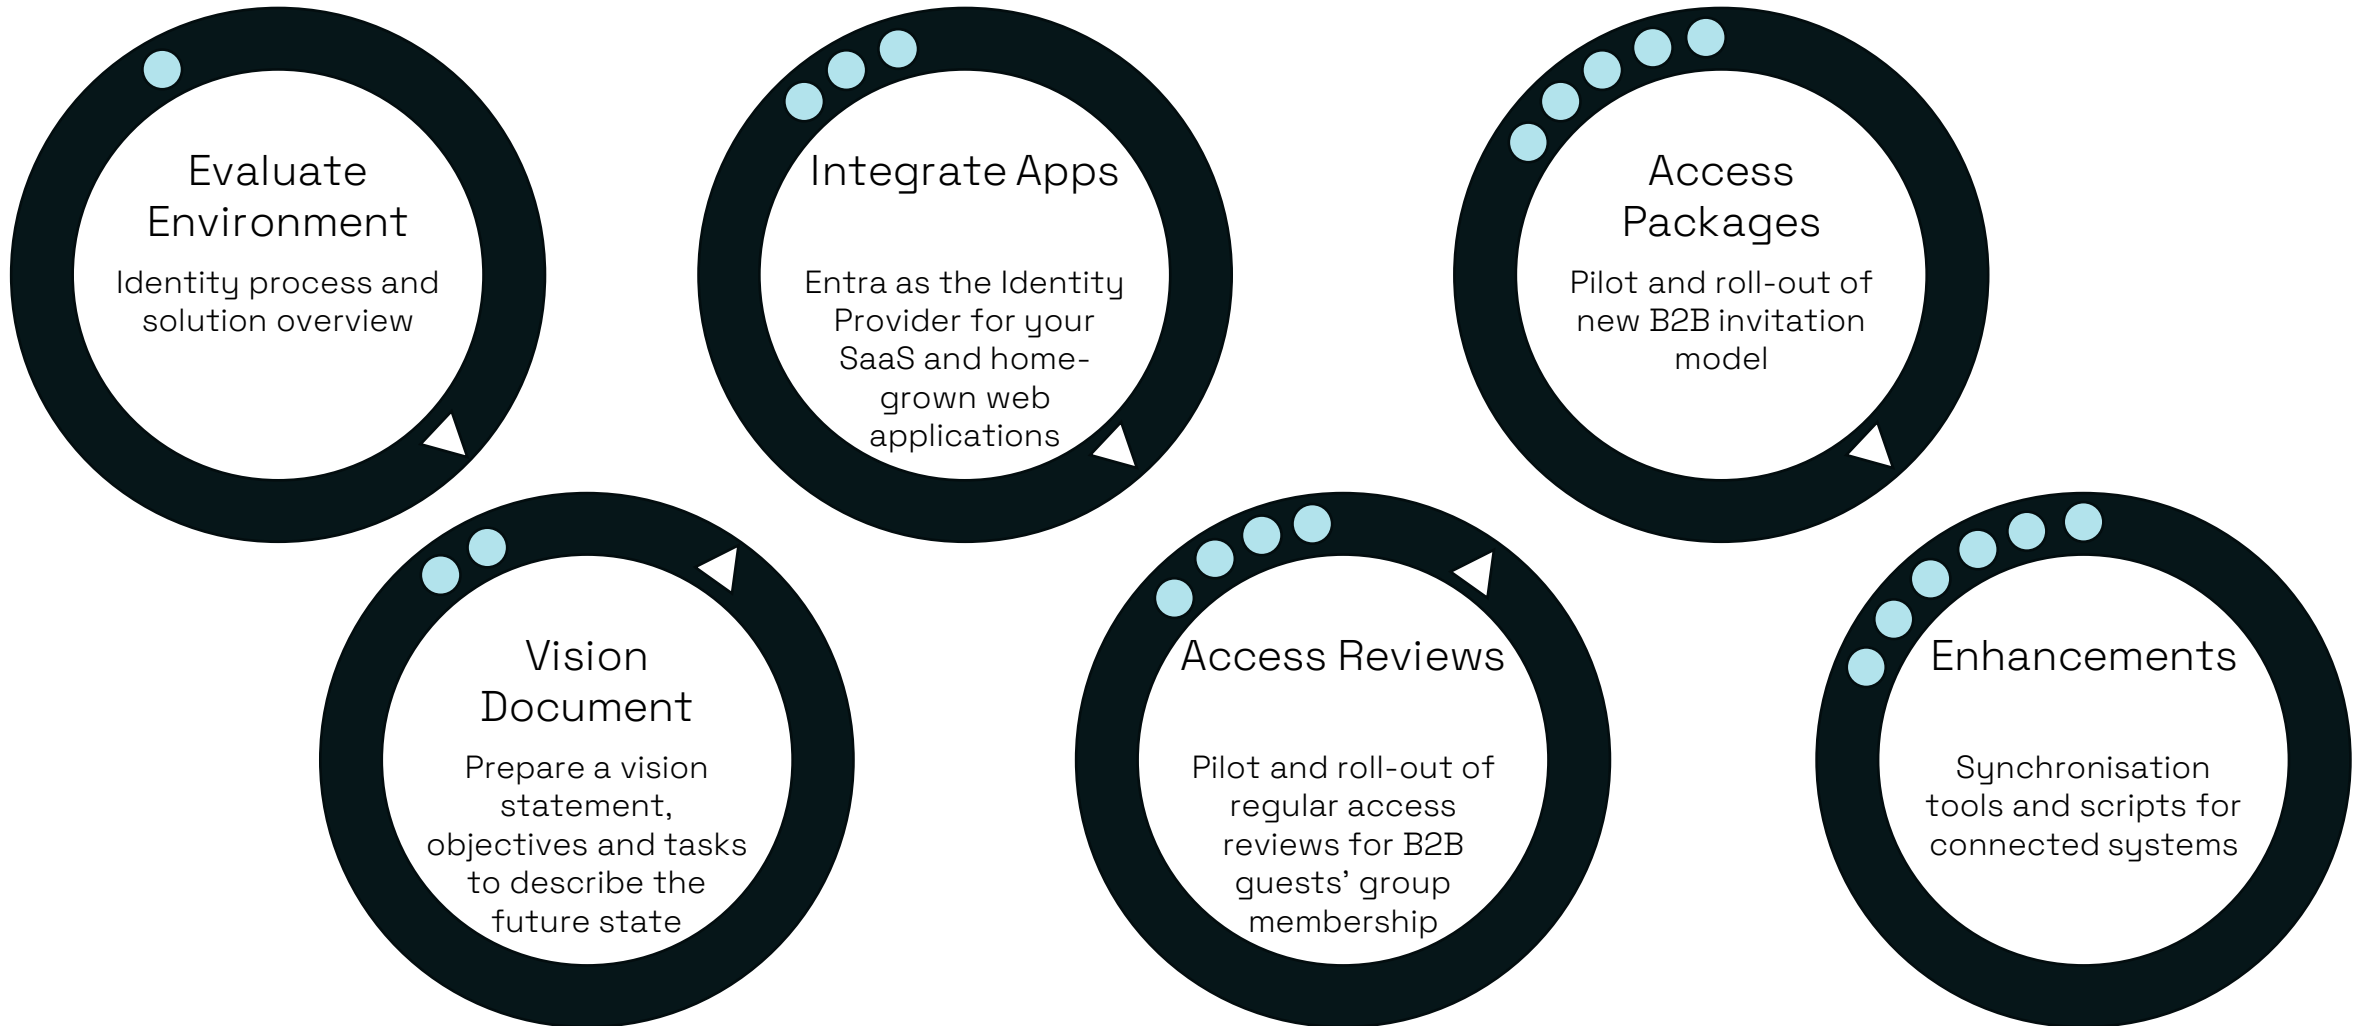 Evaluate
Environment
Identity process and
solution overview
Vision
Document
Prepare a vision
statement,
objectives and tasks
to describe the
future state
Integrate Apps
Entra as the Identity
Provider for your
SaaS and home-
grown web
applications
Access Reviews
Pilot and roll-out of
regular access
reviews for B2B
guests’ group
membership
Access
Packages
Pilot and roll-out of
new B2B invitation
model
Enhancements
Synchronisation
tools and scripts for
connected systems